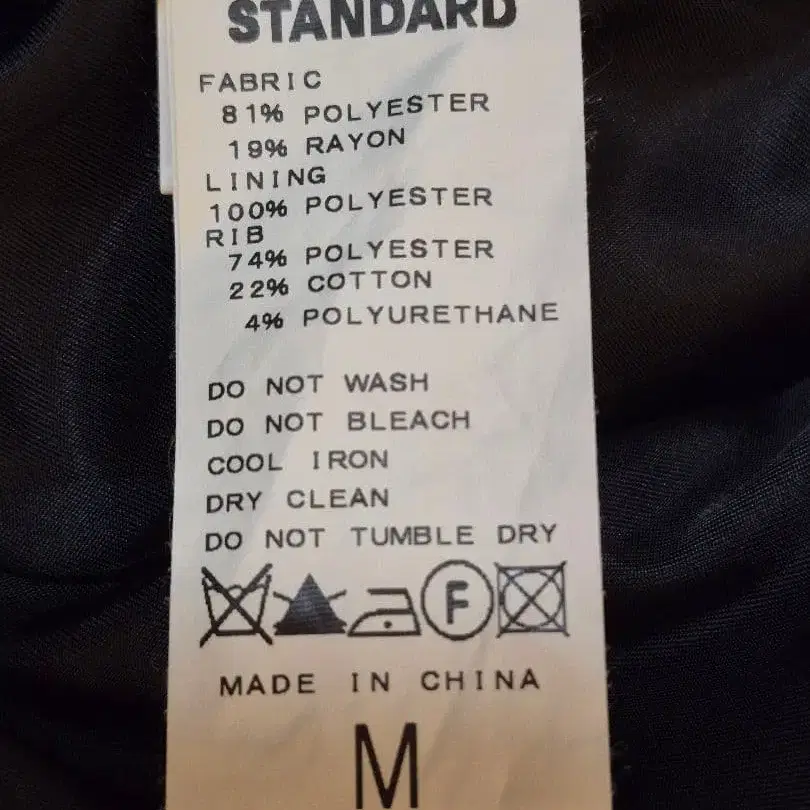 STANDARD
FABRIC
81% POLYESTER
19% RAYON
LINING
100% POLYESTER
RIB
74% POLYESTER
22% COTTON
4% POLYURETHANE
DO NOT WASH
DO NOT BLEACH
COOL IRON
DRY CLEAN
DO NOT TUMBLE DRY
F
MADE IN CHINA
M